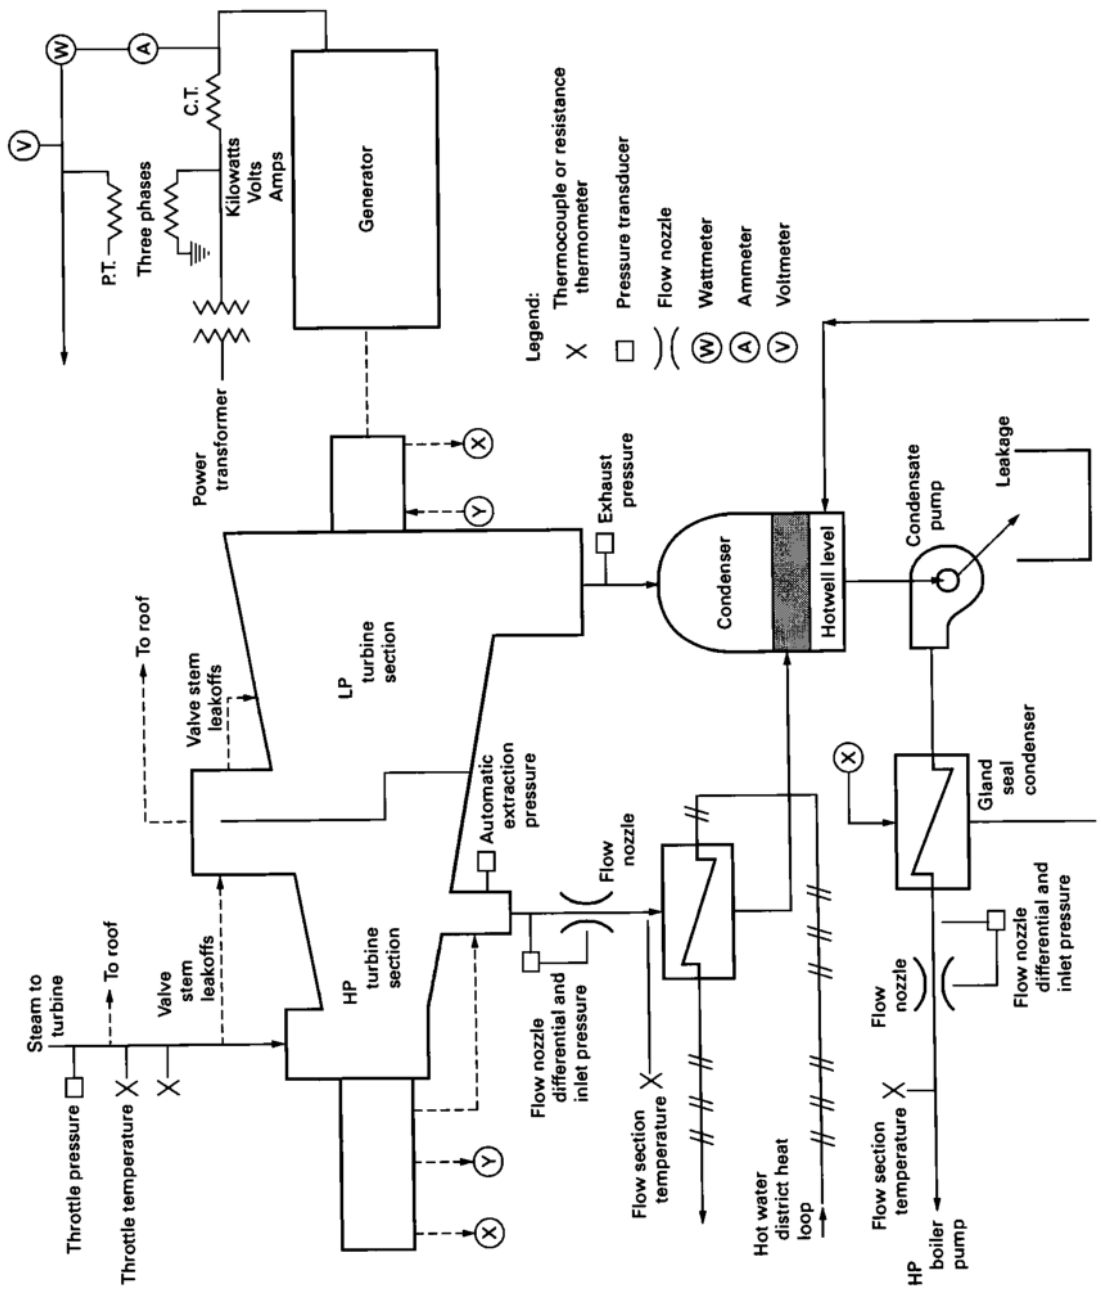 Steam to
turbine
Throttle pressure
Throttle temperature
To roof
Valve
stem
leakoffs
To roof
Valve stem
leakoffs
HP
turbine
section
LP
turbine
section
X
Y
Y
X
Power
transformer
P.T.
Three phases
C.T.
Kilowatts
Volts
Amps
V
W
A
Generator
Automatic
extraction
pressure
Flow nozzle
differential and
inlet pressure
Flow
nozzle
Exhaust
pressure
Flow section
temperature
Hot water
district heat
loop
Condenser
Hotwell level
Condensate
pump
Leakage
X
Gland
seal
condenser
Flow
nozzle
Flow nozzle
differential and
inlet pressure
Flow section
temperature
HP
boiler
pump
Legend:
Thermocouple or resistance
thermometer
Pressure transducer
Flow nozzle
W Wattmeter
A Ammeter
V Voltmeter